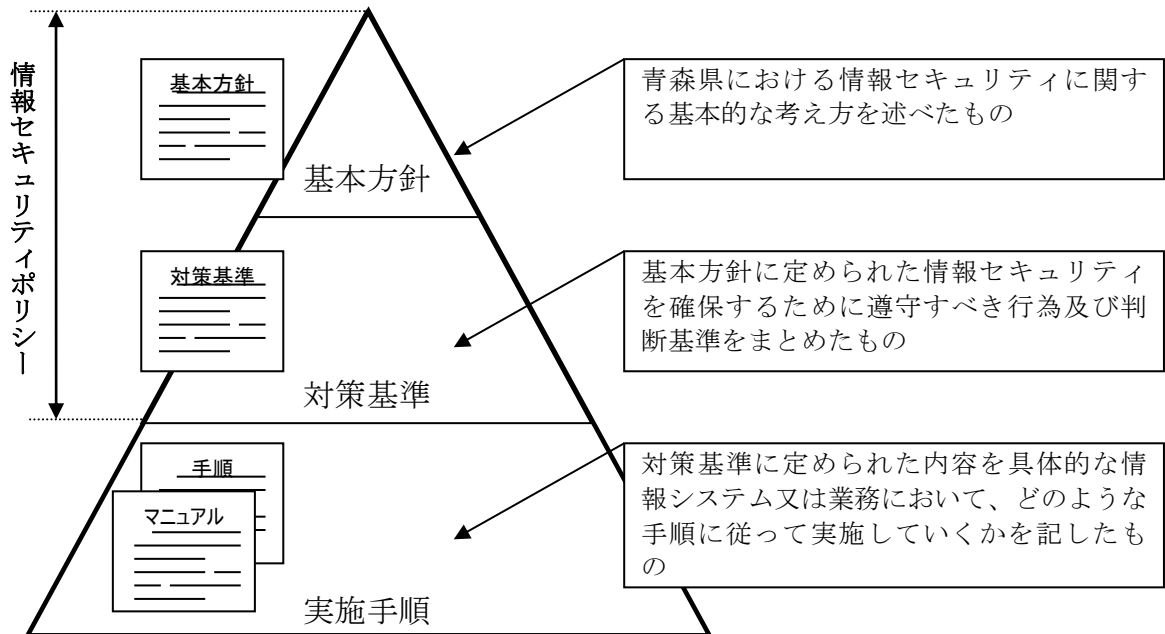 情報セキュリティポリシー
基本方針
基本方針
青森県における情報セキュリティに関す
る基本的な考え方を述べたもの
対策基準
対策基準
基本方針に定められた情報セキュリティ
を確保するために遵守すべき行為及び判
断基準をまとめたもの
手順
マニュアル
実施手順
対策基準に定められた内容を具体的な情
報システム又は業務において、どのような
手順に従って実施していくかを記したも
の